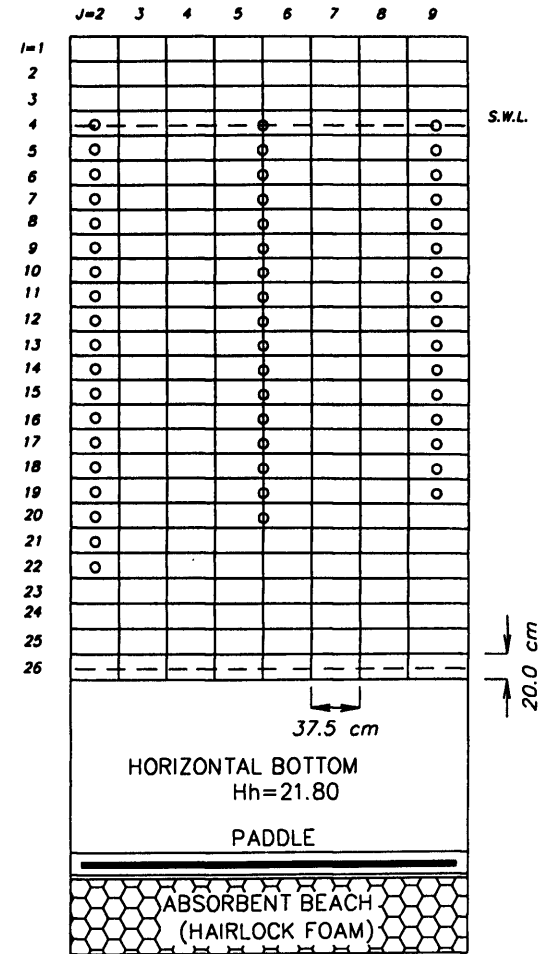 J=2 3 4 5 6 7 8 9
I=1
2
3
4 S.W.L.
5
6
7
8
9
10
11
12
13
14
15
16
17
18
19
20
21
22
23
24
25
26
20.0 cm
37.5 cm
HORIZONTAL BOTTOM
Hh=21.80
PADDLE
ABSORBENT BEACH
(HAIRLOCK FOAM)